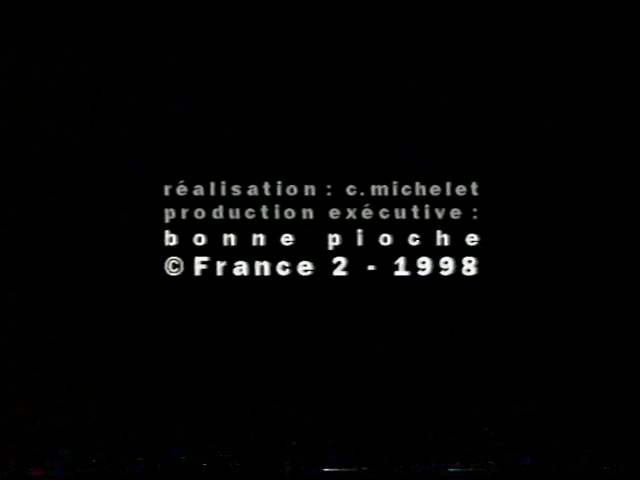 réalisation : c.michelet
production exécutive :
bonne pioche
© France 2 - 1998